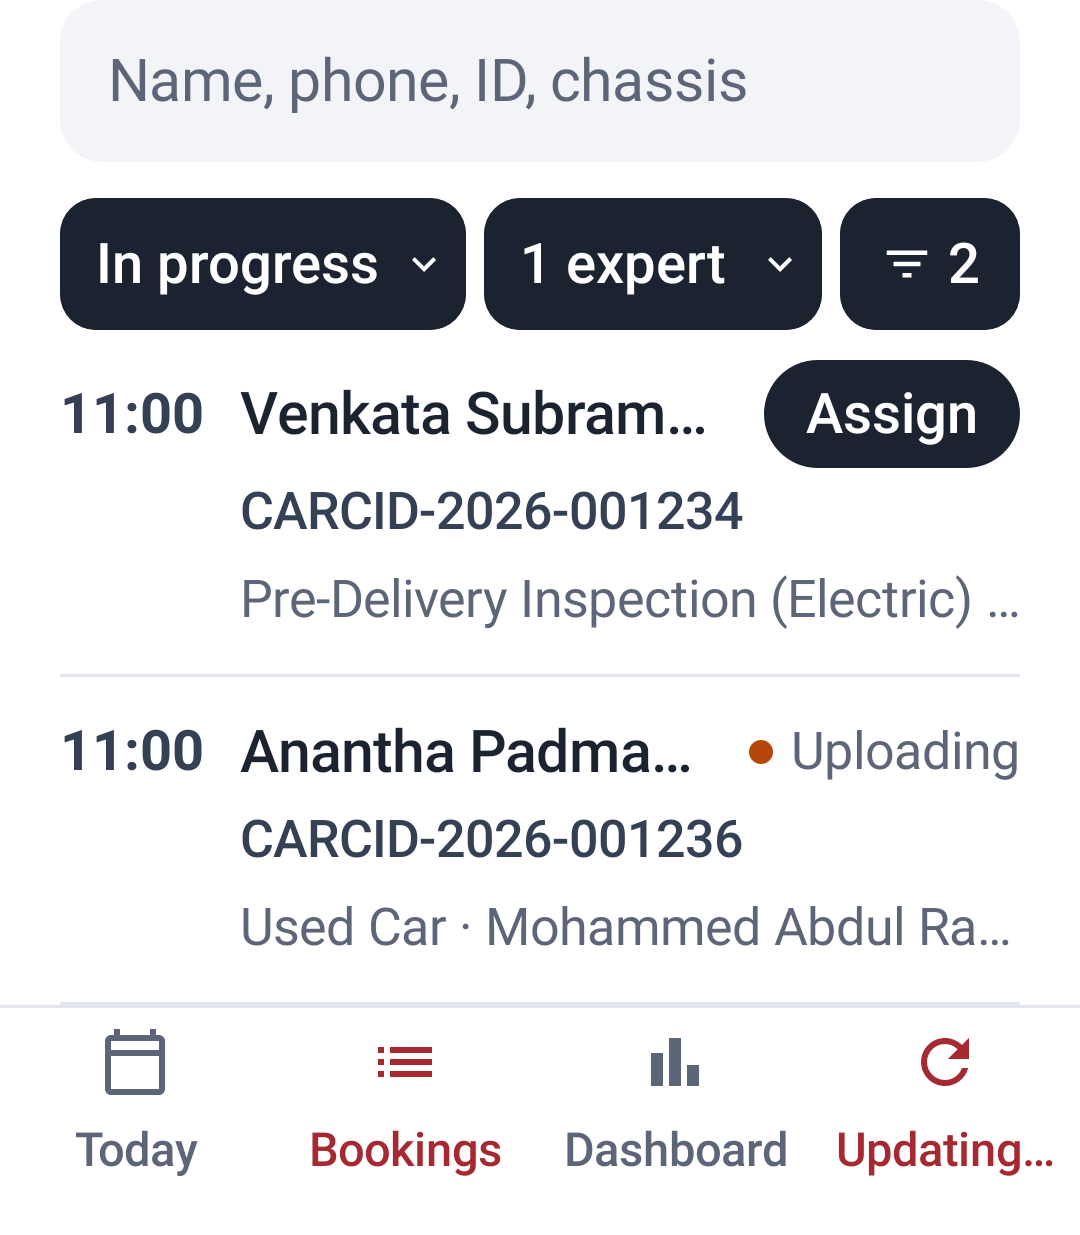 Name, phone, ID, chassis
In progress 1 expert 2
11:00 Venkata Subram... Assign
CARCID-2026-001234
Pre-Delivery Inspection (Electric) ...
11:00 Anantha Padma... Uploading
CARCID-2026-001236
Used Car · Mohammed Abdul Ra...
Today Bookings Dashboard Updating...